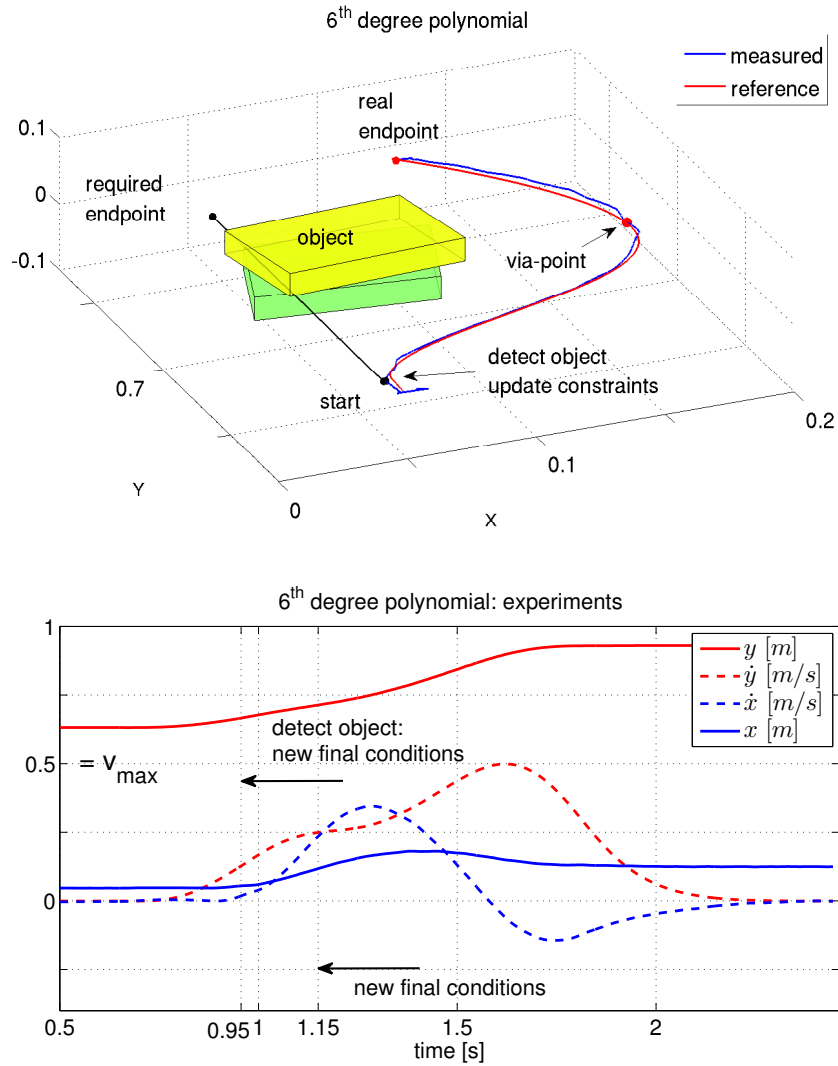 6th degree polynomial
measured
reference
real
endpoint
0.1
0
-0.1
required
endpoint
object
via-point
detect object
update constraints
start
0.7
0.2
0.1
0
Y
X
6th degree polynomial: experiments
1
y [m]
ẏ [m/s]
ẋ [m/s]
x [m]
detect object:
new final conditions
0.5
= vmax
0
new final conditions
0.5
0.95
1
1.15
1.5
2
time [s]